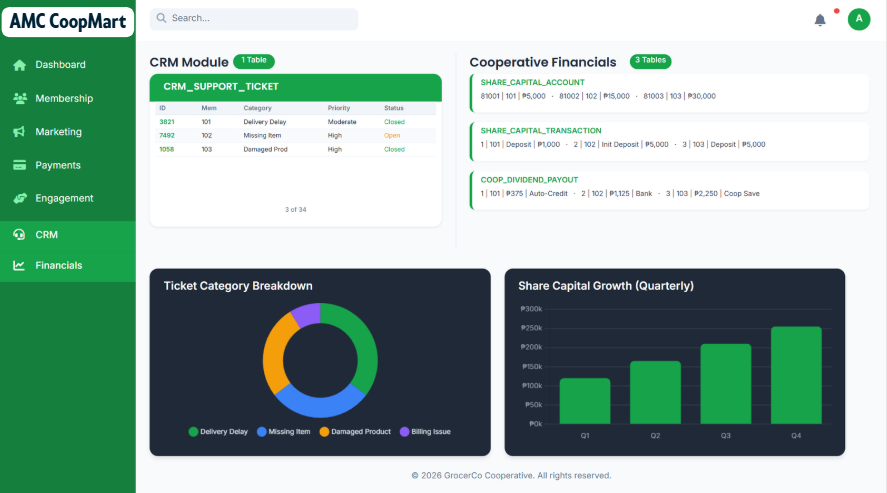 AMC CoopMart
Search...
A
Dashboard
Membership
Marketing
Payments
Engagement
CRM
Financials
CRM Module 1 Table
CRM_SUPPORT_TICKET
ID Mem Category Priority Status
3821 101 Delivery Delay Moderate Closed
7492 102 Missing Item High Open
1058 103 Damaged Prod High Closed
3 of 34
Cooperative Financials 3 Tables
SHARE_CAPITAL_ACCOUNT
81001 | 101 | ₱5,000 · 81002 | 102 | ₱15,000 · 81003 | 103 | ₱30,000
SHARE_CAPITAL_TRANSACTION
1 | 101 | Deposit | ₱1,000 · 2 | 102 | Init Deposit | ₱5,000 · 3 | 103 | Deposit | ₱5,000
COOP_DIVIDEND_PAYOUT
1 | 101 | ₱375 | Auto-Credit · 2 | 102 | ₱1,125 | Bank · 3 | 103 | ₱2,250 | Coop Save
Ticket Category Breakdown
Delivery Delay Missing Item Damaged Product Billing Issue
Share Capital Growth (Quarterly)
₱300k
₱250k
₱200k
₱150k
₱100k
₱50k
₱0k
Q1 Q2 Q3 Q4
© 2026 GrocerCo Cooperative. All rights reserved.